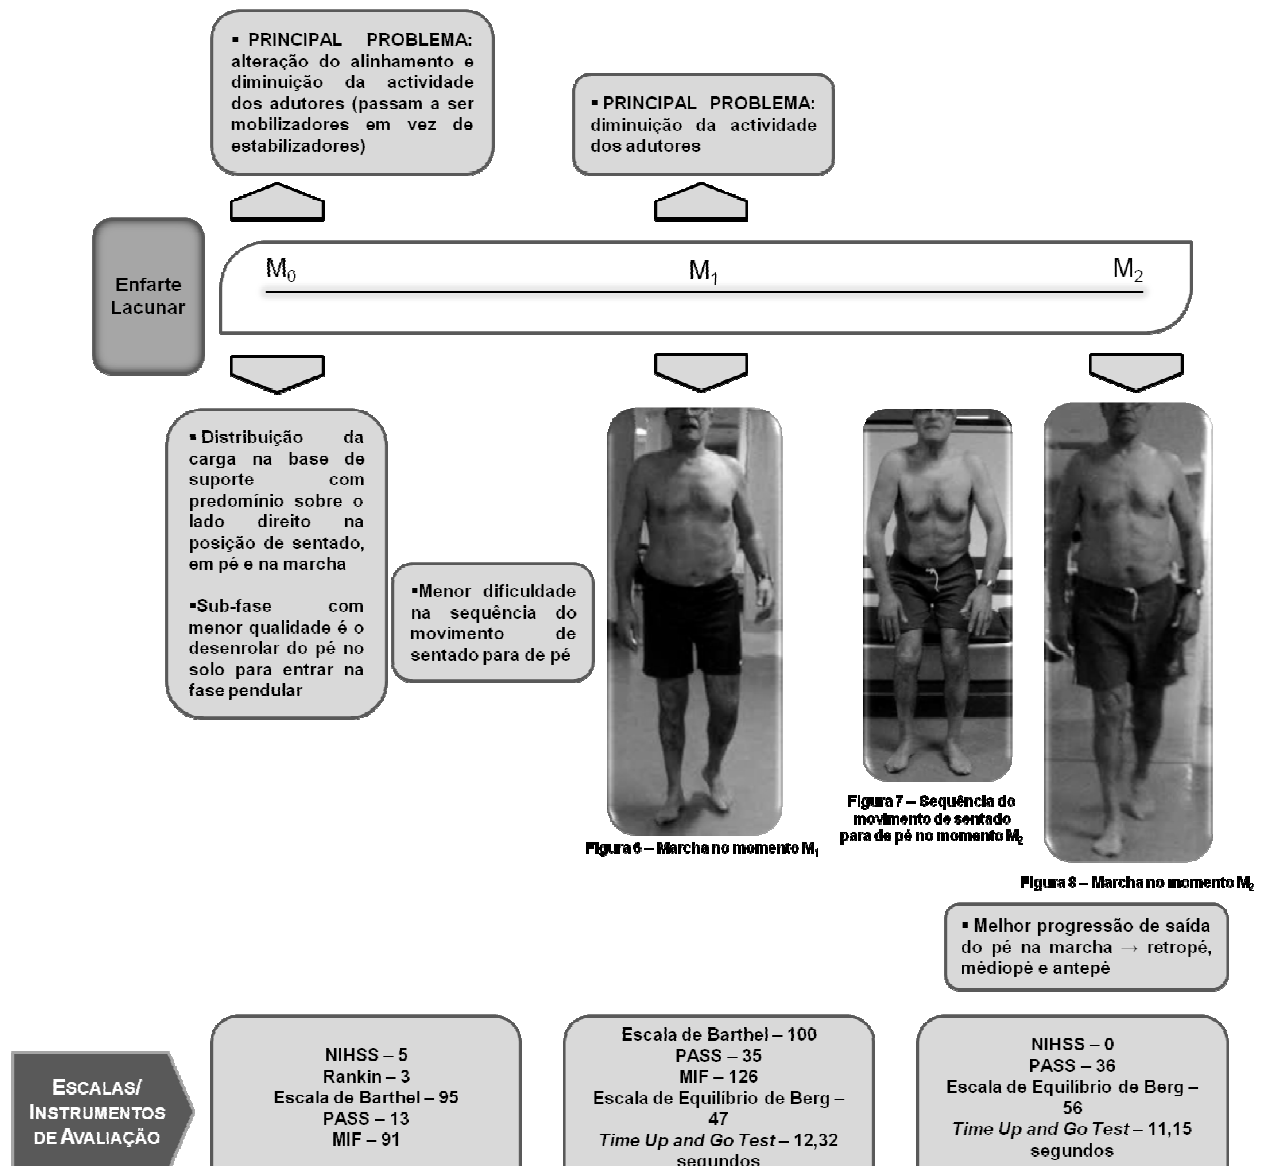 ▪ PRINCIPAL PROBLEMA:
alteração do alinhamento e
diminuição da actividade
dos adutores (passam a ser
mobilizadores em vez de
estabilizadores)
▪ PRINCIPAL PROBLEMA:
diminuição da actividade
dos adutores
Enfarte
Lacunar
M0
M1
M2
▪ Distribuição da
carga na base de
suporte com
predomínio sobre o
lado direito na
posição de sentado,
em pé e na marcha
▪Sub-fase com
menor qualidade é o
desenrolar do pé no
solo para entrar na
fase pendular
▪Menor dificuldade
na sequência do
movimento de
sentado para de pé
Figura 6 – Marcha no momento M1
Figura 7 – Sequência do
movimento de sentado
para de pé no momento M2
Figura 8 – Marcha no momento M2
▪ Melhor progressão de saída
do pé na marcha → retropé,
médiopé e antepé
ESCALAS/
INSTRUMENTOS
DE AVALIAÇÃO
NIHSS – 5
Rankin – 3
Escala de Barthel – 95
PASS – 13
MIF – 91
Escala de Barthel – 100
PASS – 35
MIF – 126
Escala de Equilíbrio de Berg –
47
Time Up and Go Test – 12,32
segundos
NIHSS – 0
PASS – 36
Escala de Equilíbrio de Berg –
56
Time Up and Go Test – 11,15
segundos